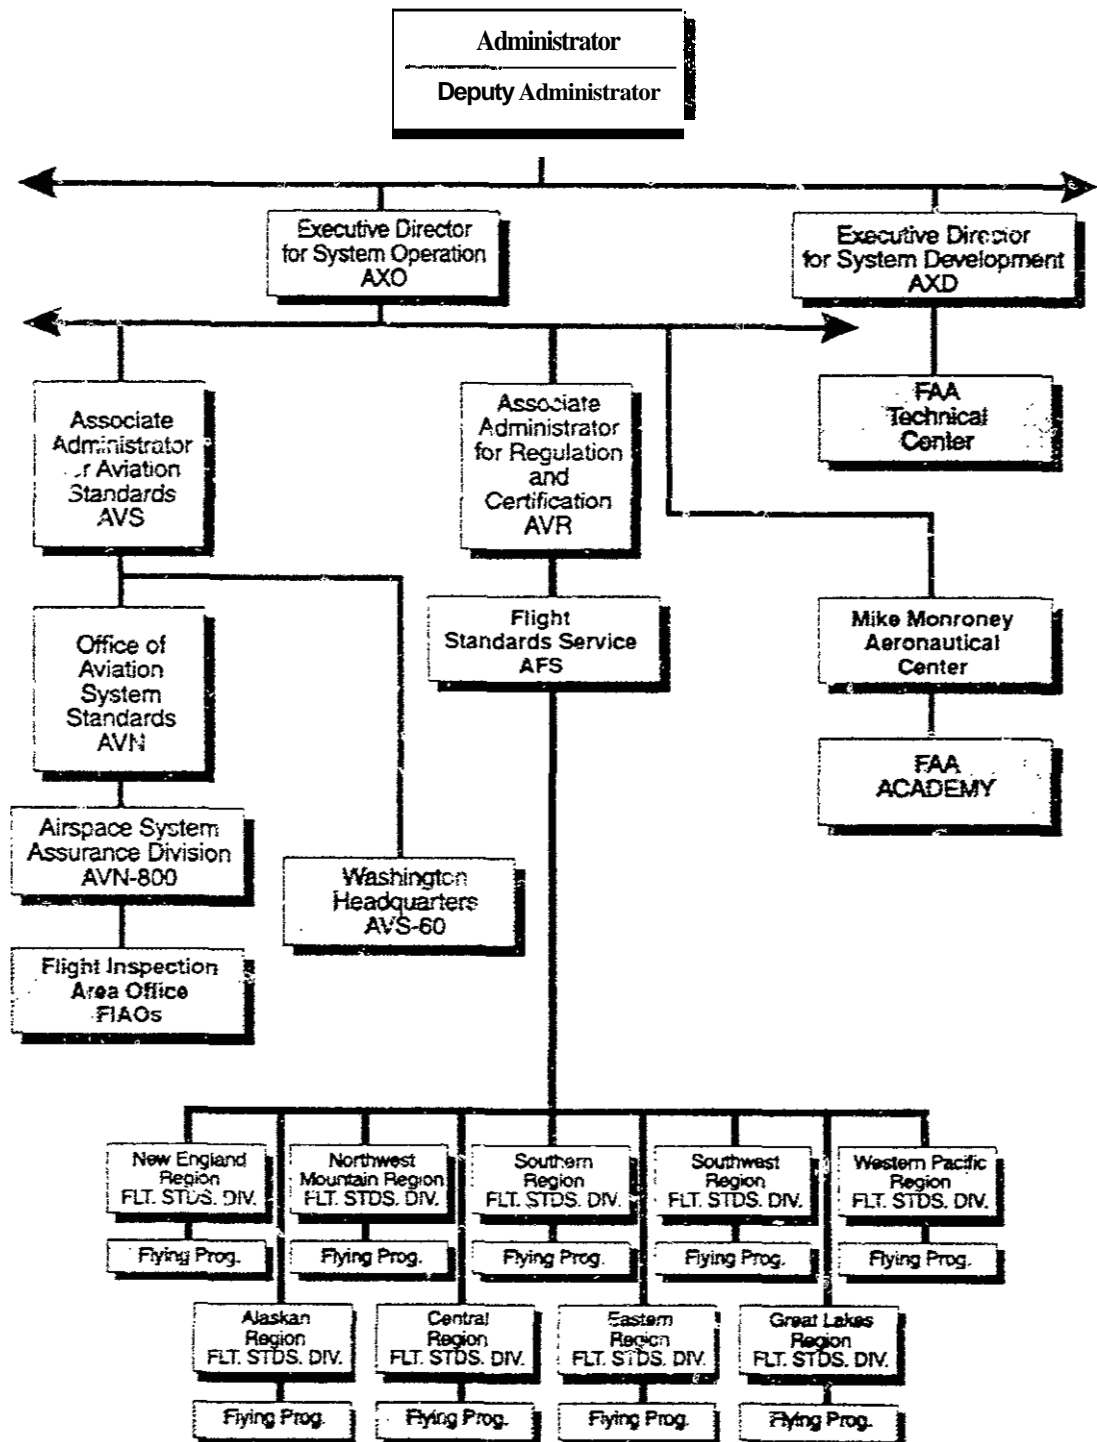 Administrator
Deputy Administrator
Executive Director
for System Operation
AXO
Executive Director
for System Development
AXD
Associate
Administrator
for Aviation
Standards
AVS
Associate
Administrator
for Regulation
and
Certification
AVR
FAA
Technical
Center
Office of
Aviation
System
Standards
AVN
Flight
Standards Service
AFS
Mike Monroney
Aeronautical
Center
FAA
ACADEMY
Airspace System
Assurance Division
AVN-800
Washington
Headquarters
AVS-60
Flight Inspection
Area Office
FIAOs
New England
Region
FLT. STDS. DIV.
Northwest
Mountain Region
FLT. STDS. DIV.
Southern
Region
FLT. STDS. DIV.
Southwest
Region
FLT. STDS. DIV.
Western Pacific
Region
FLT. STDS. DIV.
Flying Prog.
Flying Prog.
Flying Prog.
Flying Prog.
Flying Prog.
Alaskan
Region
FLT. STDS. DIV.
Central
Region
FLT. STDS. DIV.
Eastern
Region
FLT. STDS. DIV.
Great Lakes
Region
FLT. STDS. DIV.
Flying Prog.
Flying Prog.
Flying Prog.
Flying Prog.